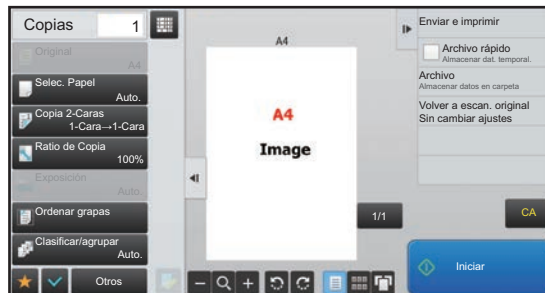 Copias 1
Original
A4
Selec. Papel
Auto.
Copia 2-Caras
1-Cara→1-Cara
Ratio de Copia
100%
Exposición
Auto.
Ordenar grapas
Clasificar/agrupar
Auto.
Otros
A4
A4
Image
1/1
Enviar e imprimir
Archivo rápido
Almacenar dat. temporal.
Archivo
Almacenar datos en carpeta
Volver a escan. original
Sin cambiar ajustes
CA
Iniciar